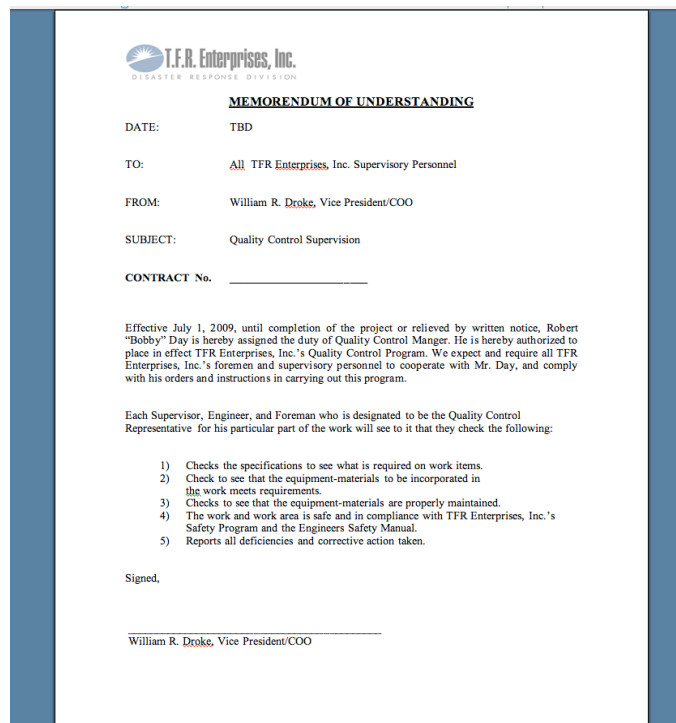 T.F.R. Enterprises, Inc.
DISASTER RESPONSE DIVISION
MEMORENDUM OF UNDERSTANDING
DATE: TBD
TO: All TFR Enterprises, Inc. Supervisory Personnel
FROM: William R. Droke, Vice President/COO
SUBJECT: Quality Control Supervision
CONTRACT No. ____________________
Effective July 1, 2009, until completion of the project or relieved by written notice, Robert
“Bobby” Day is hereby assigned the duty of Quality Control Manger. He is hereby authorized to
place in effect TFR Enterprises, Inc.’s Quality Control Program. We expect and require all TFR
Enterprises, Inc.’s foremen and supervisory personnel to cooperate with Mr. Day, and comply
with his orders and instructions in carrying out this program.
Each Supervisor, Engineer, and Foreman who is designated to be the Quality Control
Representative for his particular part of the work will see to it that they check the following:
1) Checks the specifications to see what is required on work items.
2) Check to see that the equipment-materials to be incorporated in
the work meets requirements.
3) Checks to see that the equipment-materials are properly maintained.
4) The work and work area is safe and in compliance with TFR Enterprises, Inc.’s
Safety Program and the Engineers Safety Manual.
5) Reports all deficiencies and corrective action taken.
Signed,
William R. Droke, Vice President/COO